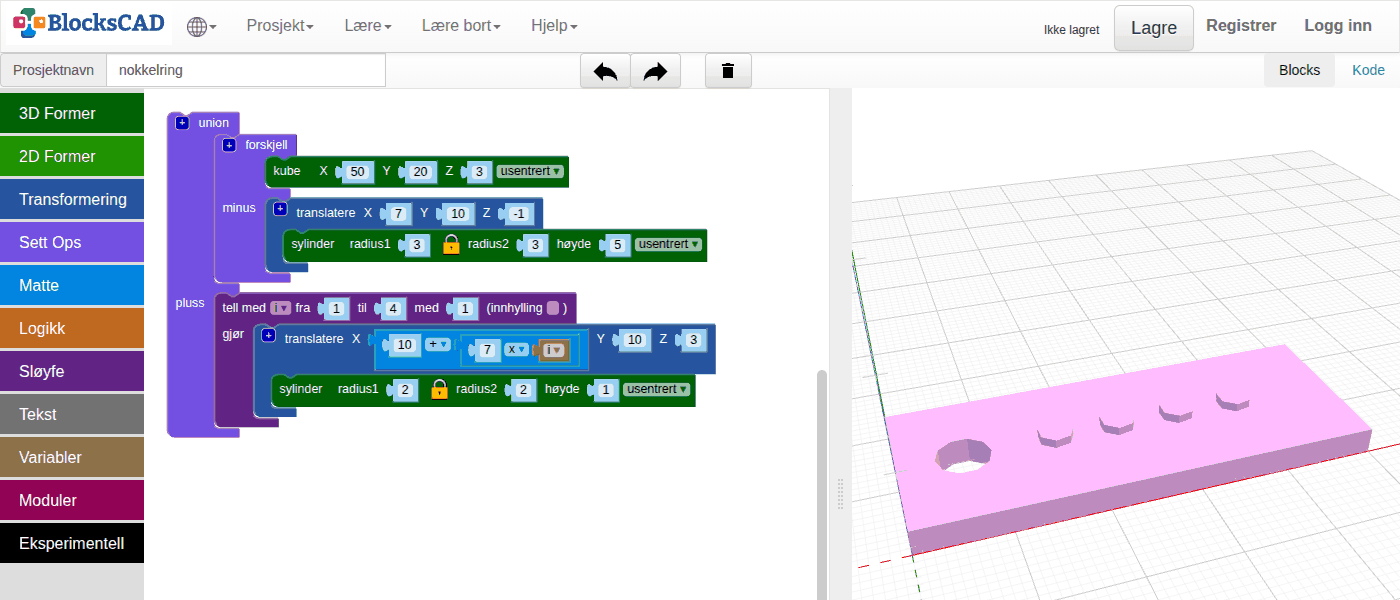 BlocksCAD Prosjekt Lære Lære bort Hjelp Ikke lagret Lagre Registrer Logg inn
Prosjektnavn nokkelring Blocks Kode
3D Former
2D Former
Transformering
Sett Ops
Matte
Logikk
Sløyfe
Tekst
Variabler
Moduler
Eksperimentell
+ union
+ forskjell
kube X 50 Y 20 Z 3 usentrert ▾
minus + translatere X 7 Y 10 Z -1
sylinder radius1 3 radius2 3 høyde 5 usentrert ▾
pluss tell med i ▾ fra 1 til 4 med 1 (innhylling )
gjør + translatere X 10 + ▾ 7 x ▾ i ▾ Y 10 Z 3
sylinder radius1 2 radius2 2 høyde 1 usentrert ▾